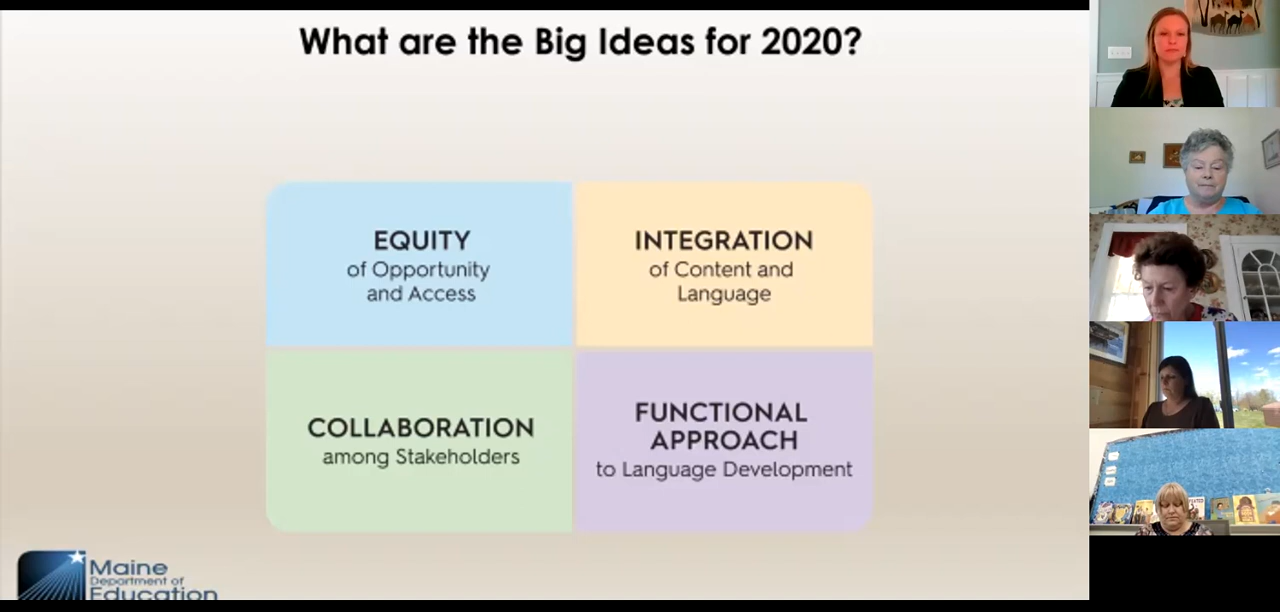 What are the Big Ideas for 2020?
EQUITY
of Opportunity
and Access
INTEGRATION
of Content and
Language
COLLABORATION
among Stakeholders
FUNCTIONAL
APPROACH
to Language Development
Maine
Department of
Education